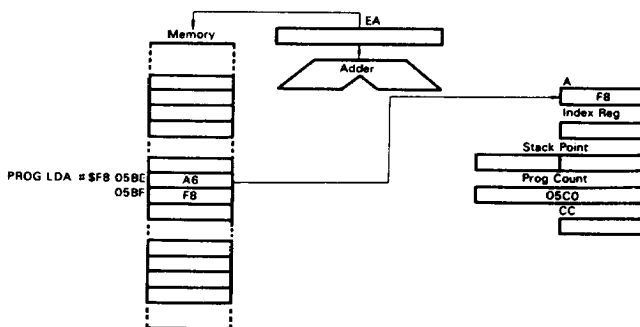 EA
Memory
Adder
A
F8
Index Reg
Stack Point
PROG LDA #$F8 05BE
A6
Prog Count
05BF
F8
05C0
CC